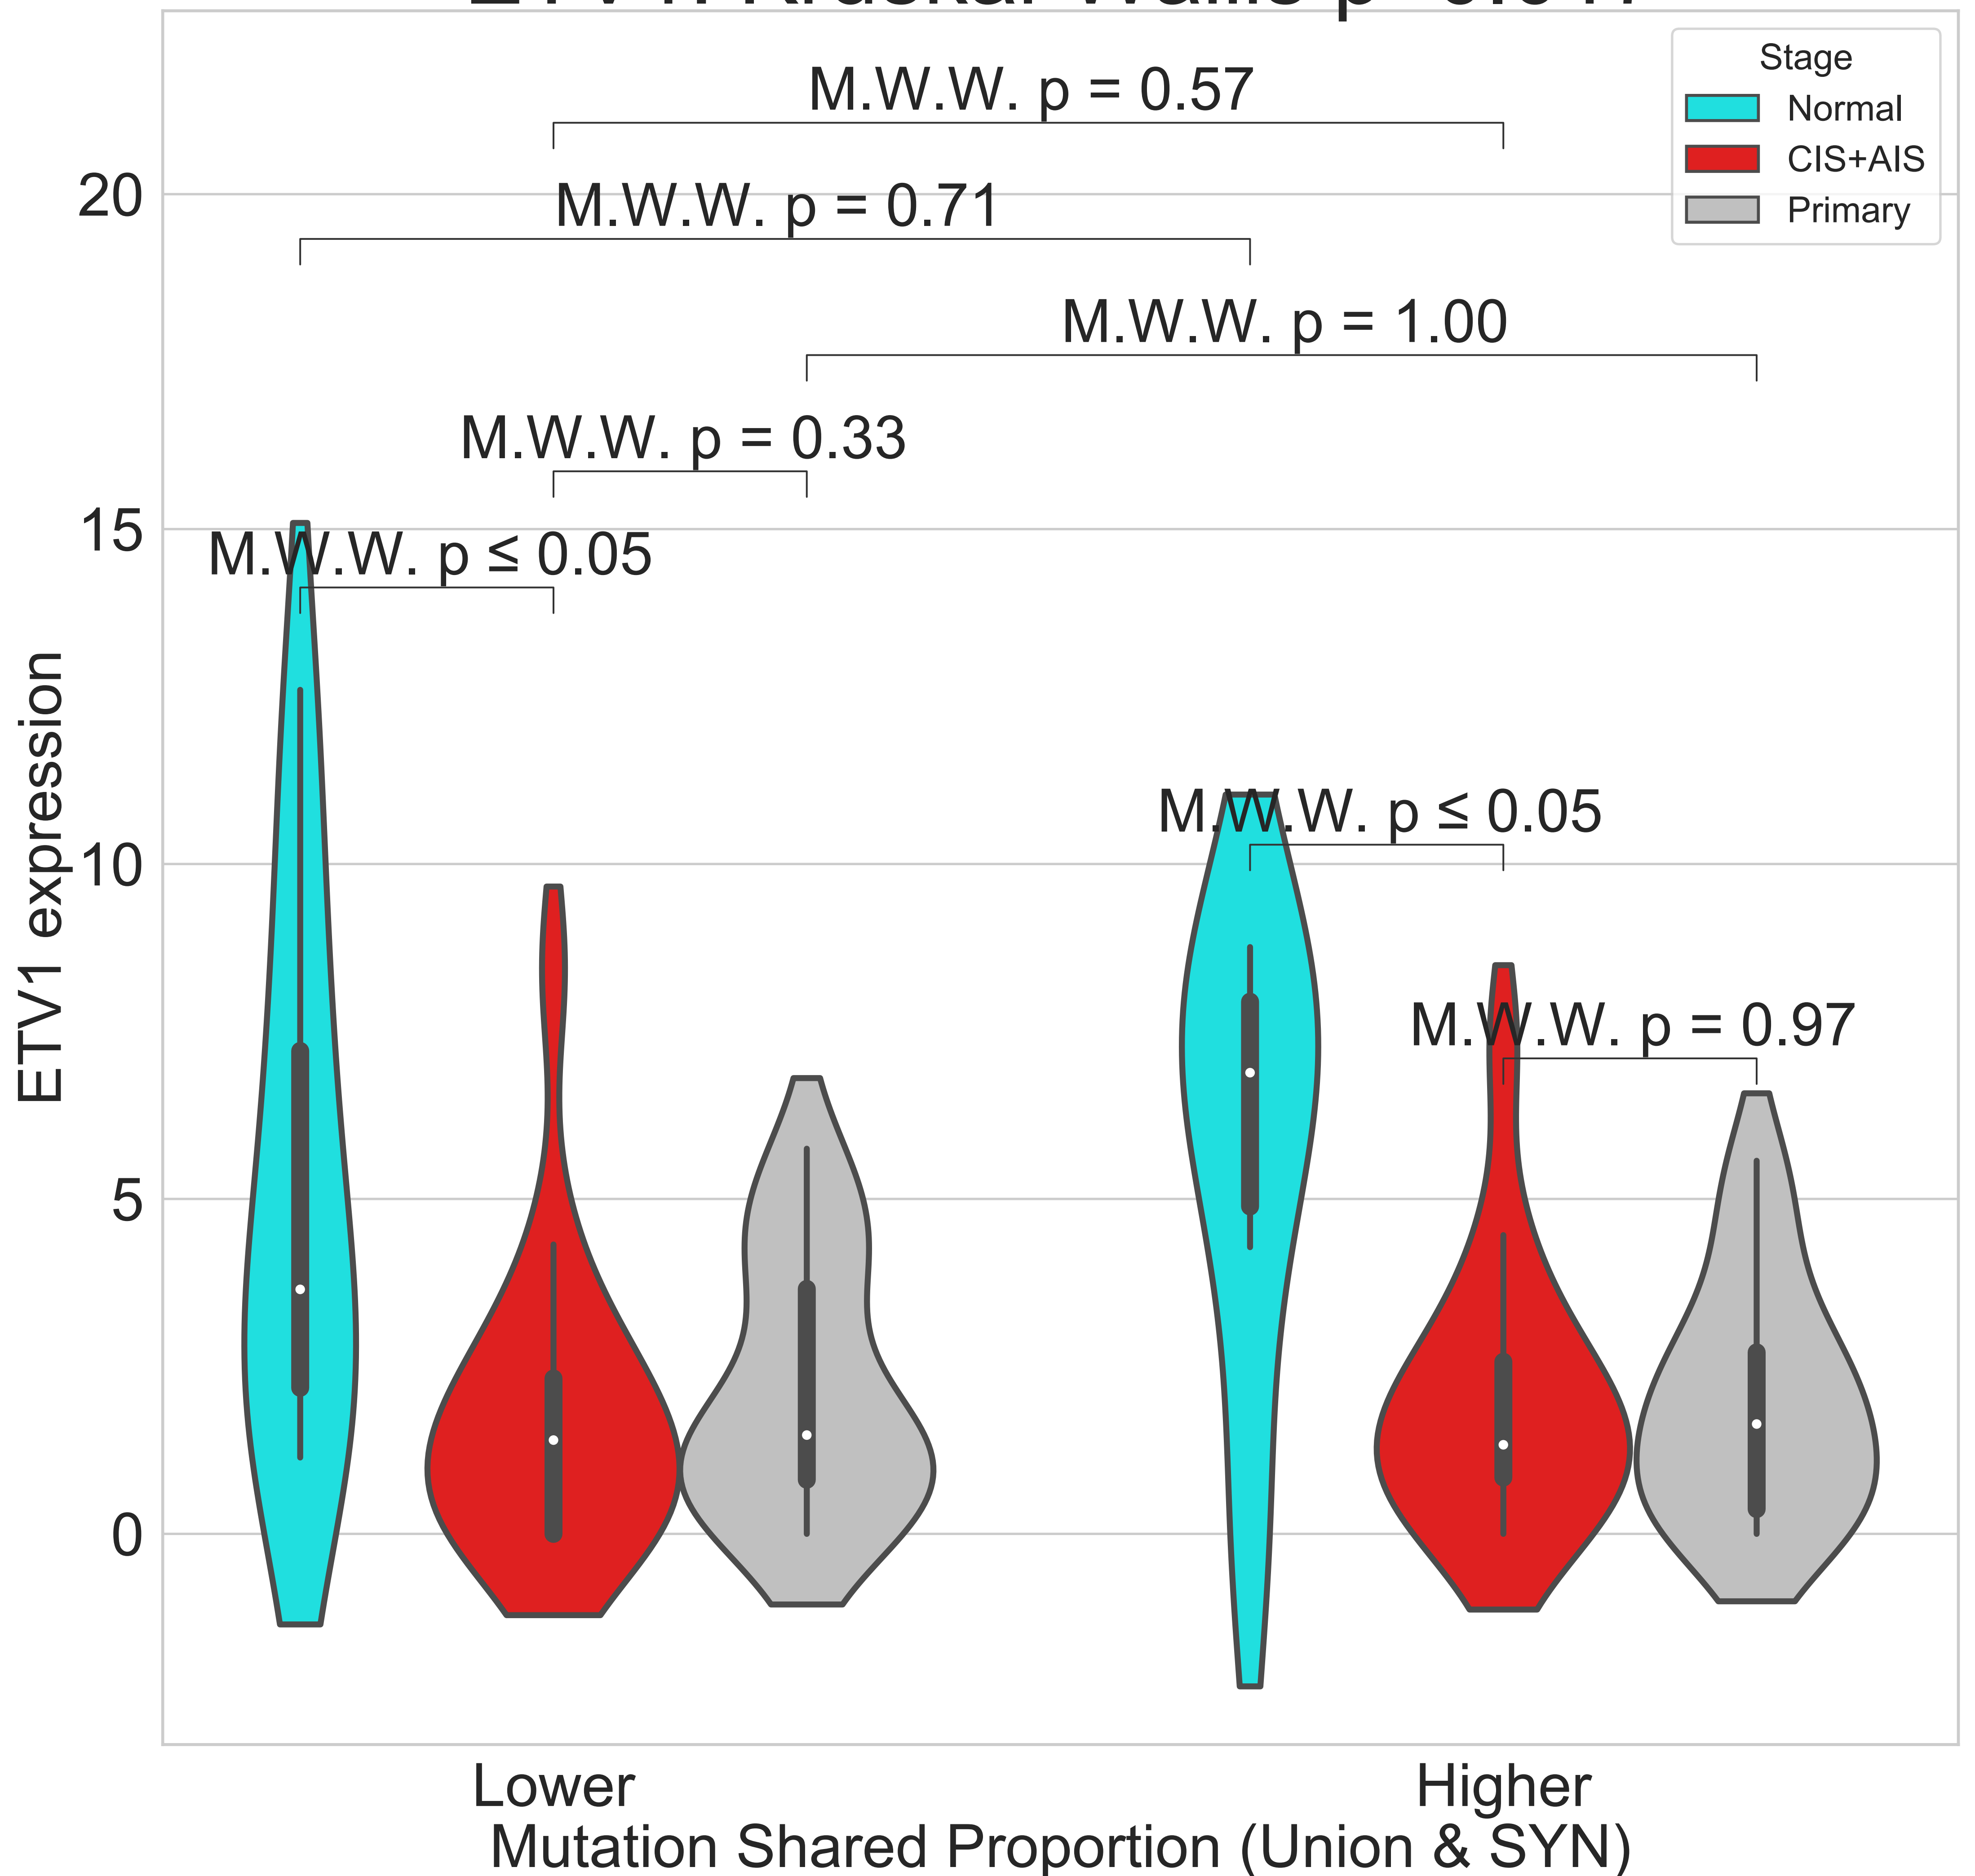 M.W.W. p = 0.57
Stage
Normal
CIS+AIS
Primary
M.W.W. p = 0.71
M.W.W. p = 1.00
M.W.W. p = 0.33
M.W.W. p ≤ 0.05
M.W.W. p ≤ 0.05
M.W.W. p = 0.97
20
15
10
5
0
ETV1 expression
Lower
Higher
Mutation Shared Proportion (Union & SYN)